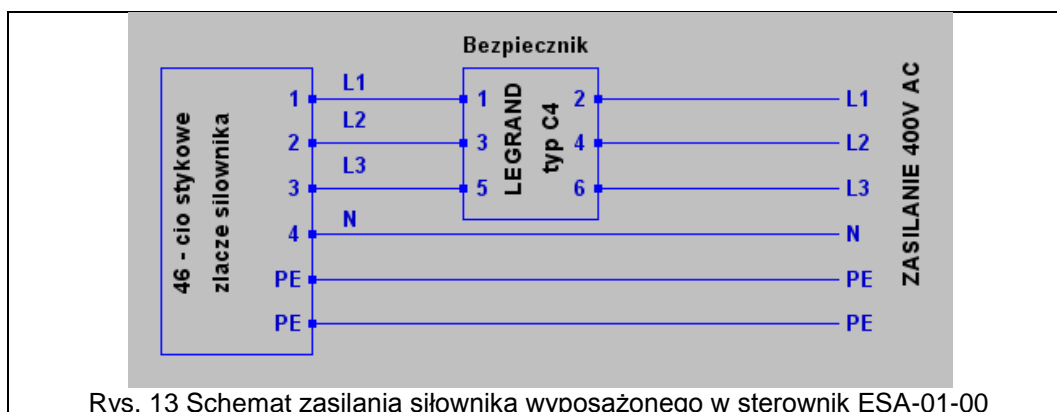 Bezpiecznik
46 - cio stykowe
zlacze silownika
1 L1 1 LEGRAND typ C4 2 L1
2 L2 3 4 L2
3 L3 5 6 L3
4 N N
PE PE
PE PE
ZASILANIE 400V AC
Rys. 13 Schemat zasilania siłownika wyposażonego w sterownik ESA-01-00